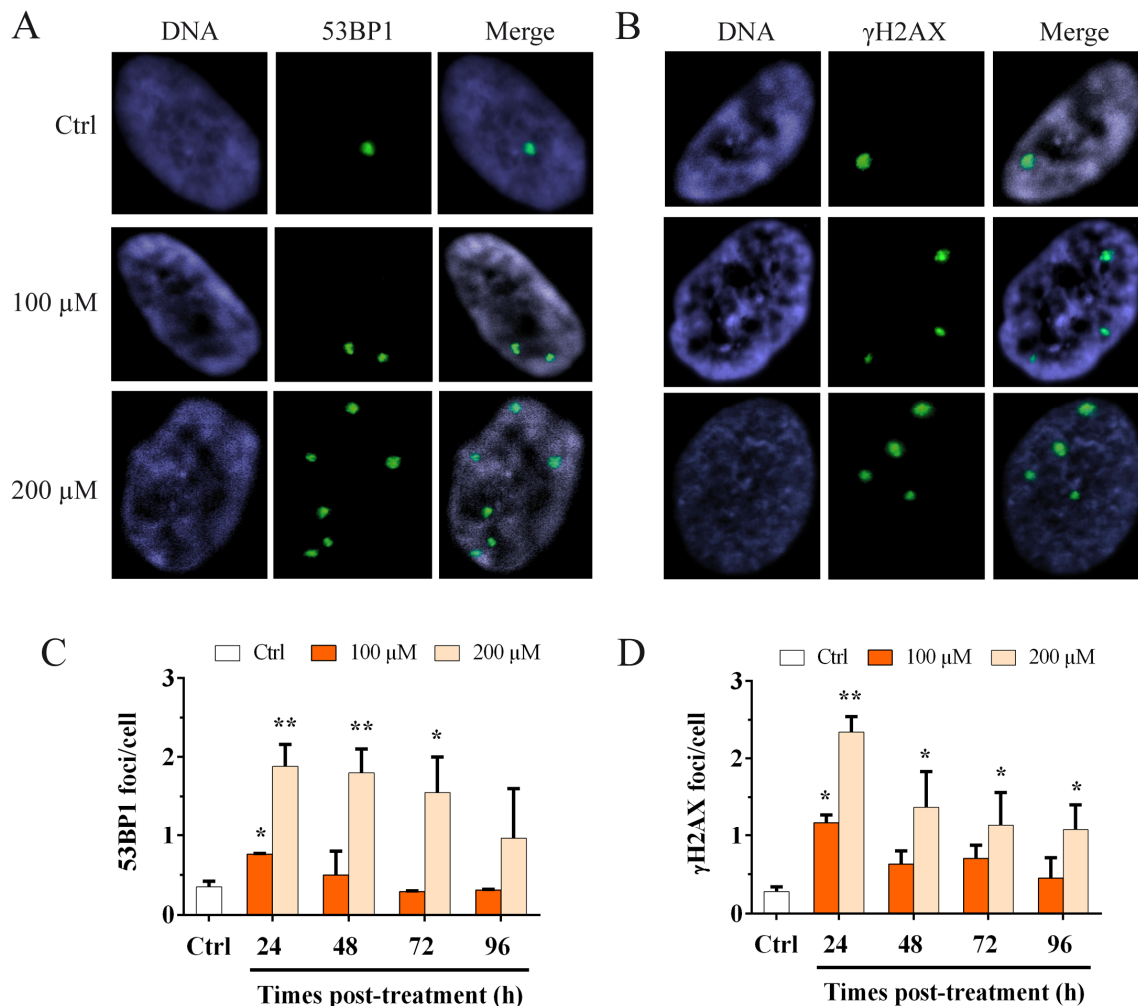 A
DNA 53BP1 Merge
B
DNA γH2AX Merge
Ctrl
100 μM
200 μM
C
Ctrl 100 μM 200 μM
53BP1 foci/cell
3
2
1
0
** ** *
*
Ctrl 24 48 72 96
Times post-treatment (h)
D
Ctrl 100 μM 200 μM
γH2AX foci/cell
3
2
1
0
**
* * * *
Ctrl 24 48 72 96
Times post-treatment (h)